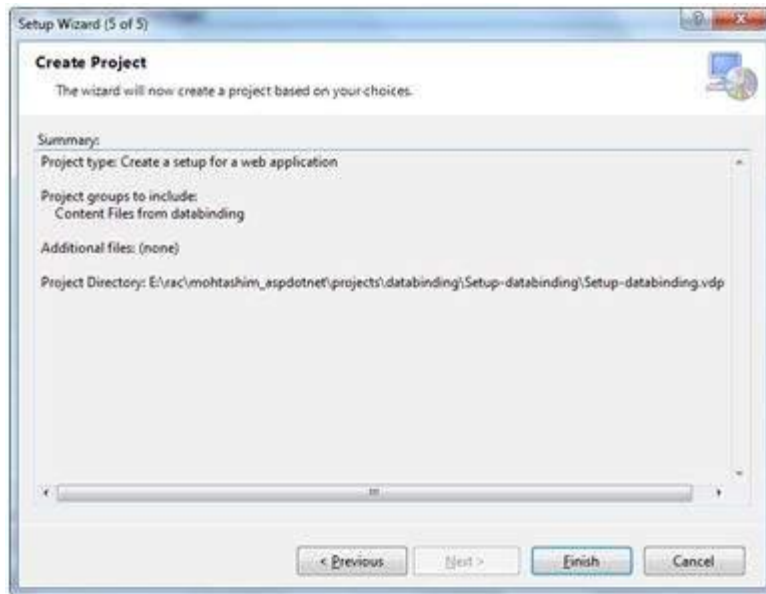 Setup Wizard (5 of 5)
Create Project
The wizard will now create a project based on your choices.
Summary:
Project type: Create a setup for a web application
Project groups to include:
Content Files from databinding
Additional files: (none)
Project Directory: E:\rac\mohtashim_aspdotnet\projects\databinding\Setup-databinding\Setup-databinding.vdp
< Previous
Next >
Finish
Cancel